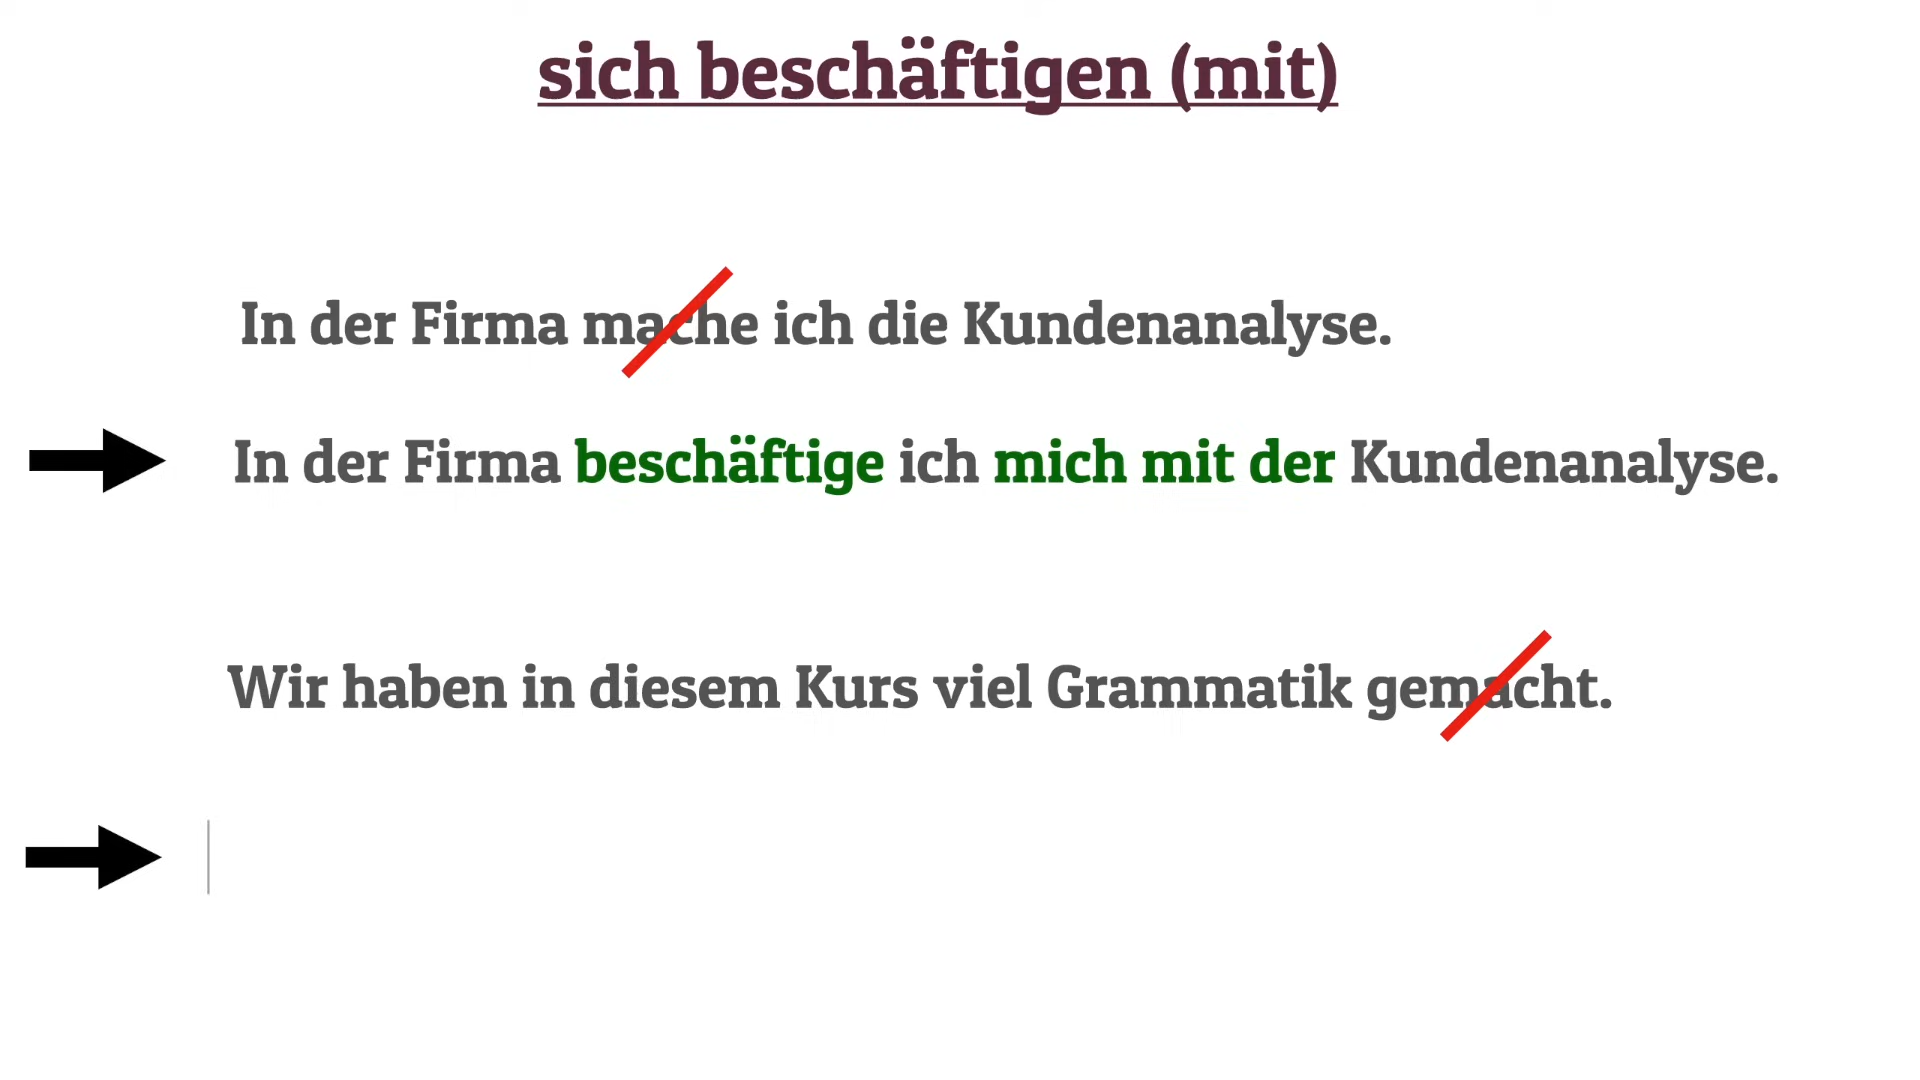 sich beschäftigen (mit)
In der Firma mache ich die Kundenanalyse.
In der Firma beschäftige ich mich mit der Kundenanalyse.
Wir haben in diesem Kurs viel Grammatik gemacht.